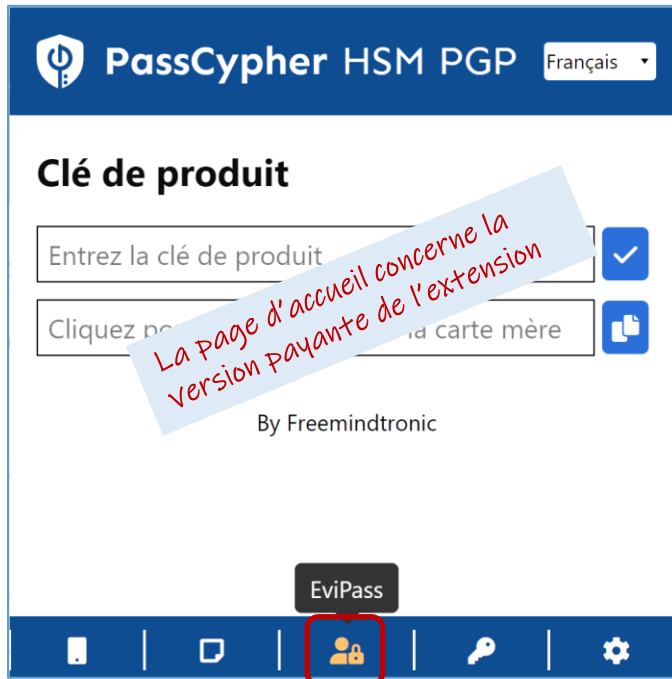 PassCypher HSM PGP
Français
Clé de produit
Entrez la clé de produit
Cliquez
la carte mère
La page d'accueil concerne la
version payante de l'extension
By Freemindtronic
EviPass